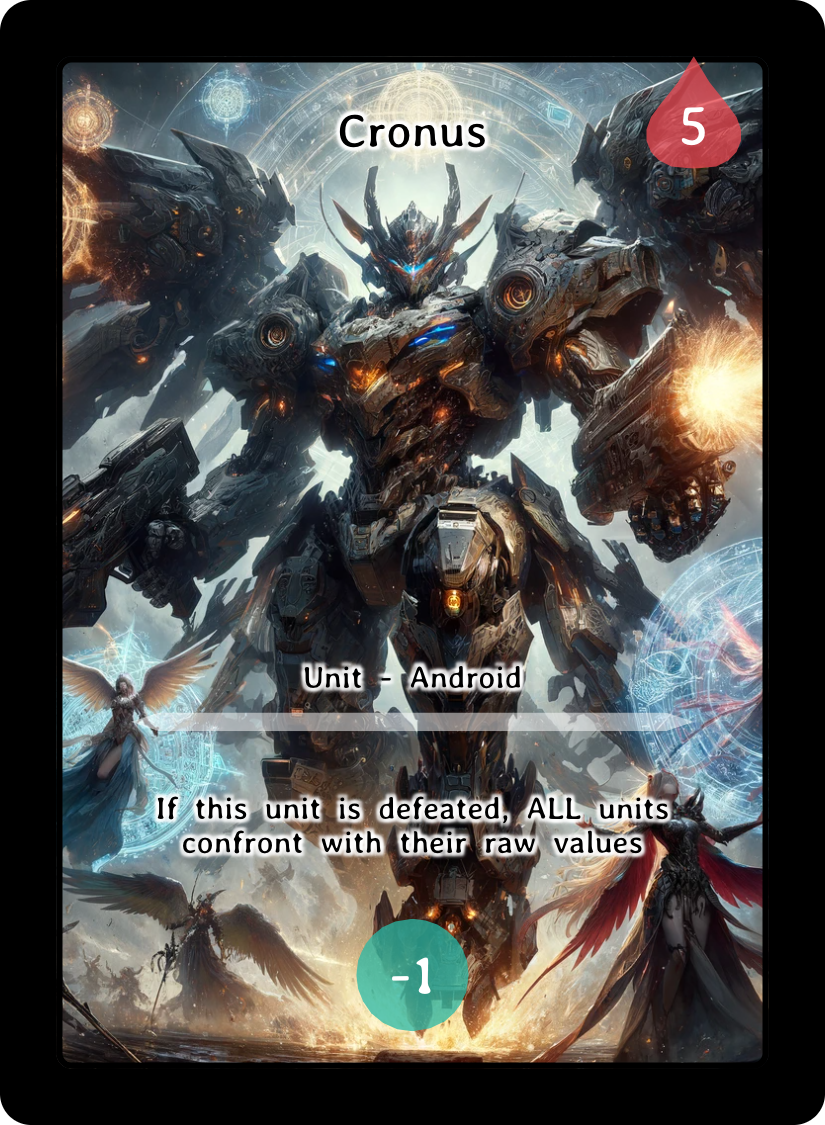 Cronus
5
Unit - Android
If this unit is defeated, ALL units
confront with their raw values
-1